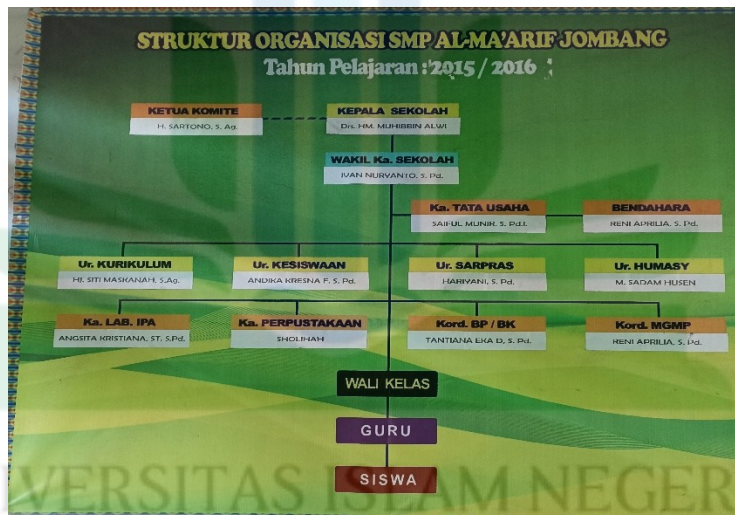 STRUKTUR ORGANISASI SMP AL-MA'ARIF JOMBANG
Tahun Pelajaran : 2015 / 2016
KETUA KOMITE
H. SARTONO, S. Ag.
KEPALA SEKOLAH
Drs. HM. MUHIBBIN ALWI
WAKIL Ka. SEKOLAH
IVAN NURYANTO, S. Pd.
Ka. TATA USAHA
SAIFUL MUNIR, S. Pd.I.
BENDAHARA
RENI APRILIA, S. Pd.
Ur. KURIKULUM
HJ. SITI MASKANAH, S.Ag.
Ur. KESISWAAN
ANDIKA KRESNA F, S. Pd.
Ur. SARPRAS
HARIYANI, S. Pd.
Ur. HUMASY
M. SADAM HUSEN
Ka. LAB. IPA
ANGSITA KRISTIANA, ST. S.Pd.
Ka. PERPUSTAKAAN
SHOLIHAH
Kord. BP / BK
TANTIANA EKA D, S. Pd.
Kord. MGMP
RENI APRILIA, S. Pd.
WALI KELAS
GURU
SISWA
IVERSITAS ISLAM NEGER